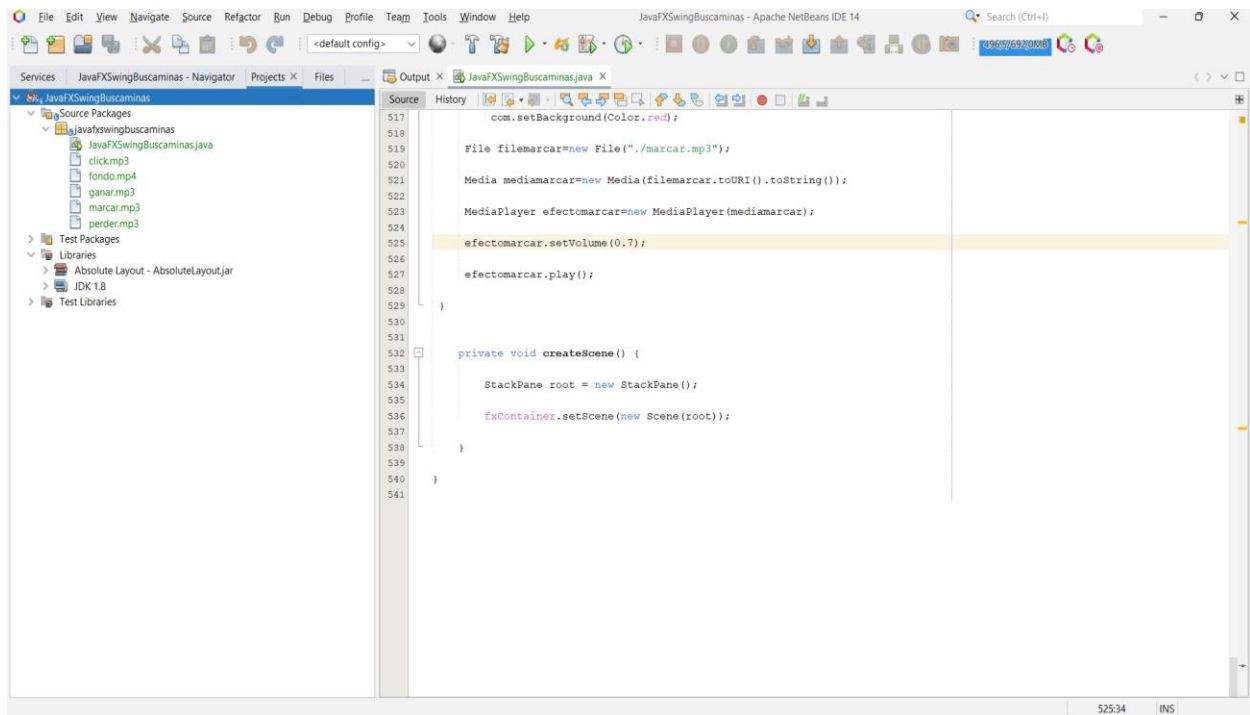 File Edit View Navigate Source Refactor Run Debug Profile Team Tools Window Help JavaFXSwingBuscaminas - Apache NetBeans IDE 14 Search (Ctrl+I)
<default config>
Services JavaFXSwingBuscaminas - Navigator Projects × Files Output × JavaFXSwingBuscaminas.java ×
JavaFXSwingBuscaminas
Source Packages
javafxswingbuscaminas
JavaFXSwingBuscaminas.java
click.mp3
fondo.mp4
ganar.mp3
marcar.mp3
perder.mp3
Test Packages
Libraries
Absolute Layout - AbsoluteLayout.jar
JDK 1.8
Test Libraries
Source History
517 com.setBackground(Color.red);
518
519 File filemarcar=new File("./marcar.mp3");
520
521 Media mediamarcar=new Media(filemarcar.toURI().toString());
522
523 MediaPlayer efectomarcar=new MediaPlayer(mediamarcar);
524
525 efectomarcar.setVolume(0.7);
526
527 efectomarcar.play();
528
529 }
530
531
532 private void createScene() {
533
534 StackPane root = new StackPane();
535
536 fxContainer.setScene(new Scene(root));
537
538 }
539
540 }
541
525:34 INS